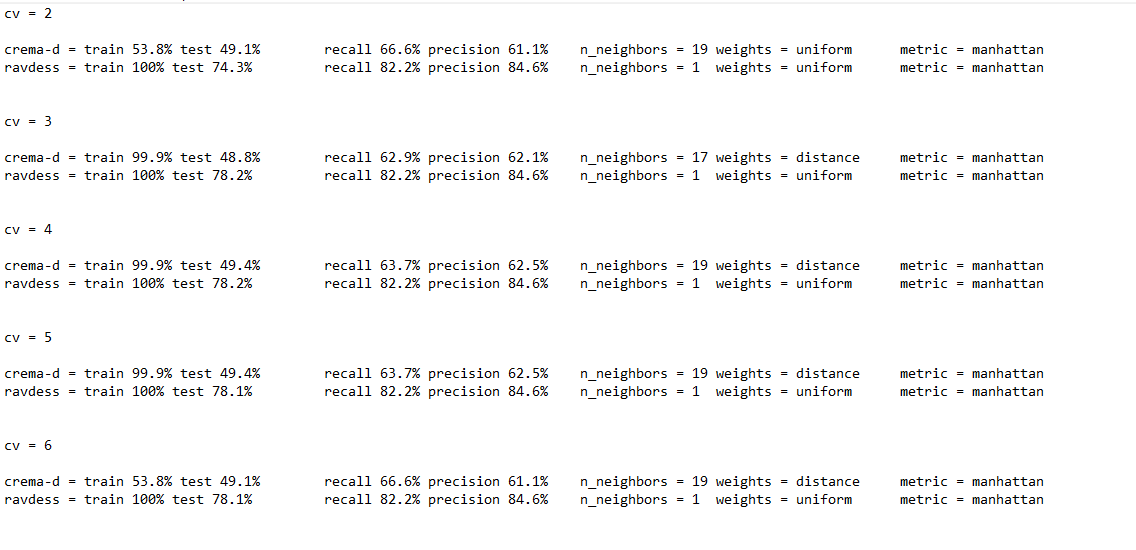 cv = 2
crema-d = train 53.8% test 49.1% recall 66.6% precision 61.1% n_neighbors = 19 weights = uniform metric = manhattan
ravdess = train 100% test 74.3% recall 82.2% precision 84.6% n_neighbors = 1 weights = uniform metric = manhattan
cv = 3
crema-d = train 99.9% test 48.8% recall 62.9% precision 62.1% n_neighbors = 17 weights = distance metric = manhattan
ravdess = train 100% test 78.2% recall 82.2% precision 84.6% n_neighbors = 1 weights = uniform metric = manhattan
cv = 4
crema-d = train 99.9% test 49.4% recall 63.7% precision 62.5% n_neighbors = 19 weights = distance metric = manhattan
ravdess = train 100% test 78.2% recall 82.2% precision 84.6% n_neighbors = 1 weights = uniform metric = manhattan
cv = 5
crema-d = train 99.9% test 49.4% recall 63.7% precision 62.5% n_neighbors = 19 weights = distance metric = manhattan
ravdess = train 100% test 78.1% recall 82.2% precision 84.6% n_neighbors = 1 weights = uniform metric = manhattan
cv = 6
crema-d = train 53.8% test 49.1% recall 66.6% precision 61.1% n_neighbors = 19 weights = distance metric = manhattan
ravdess = train 100% test 78.1% recall 82.2% precision 84.6% n_neighbors = 1 weights = uniform metric = manhattan